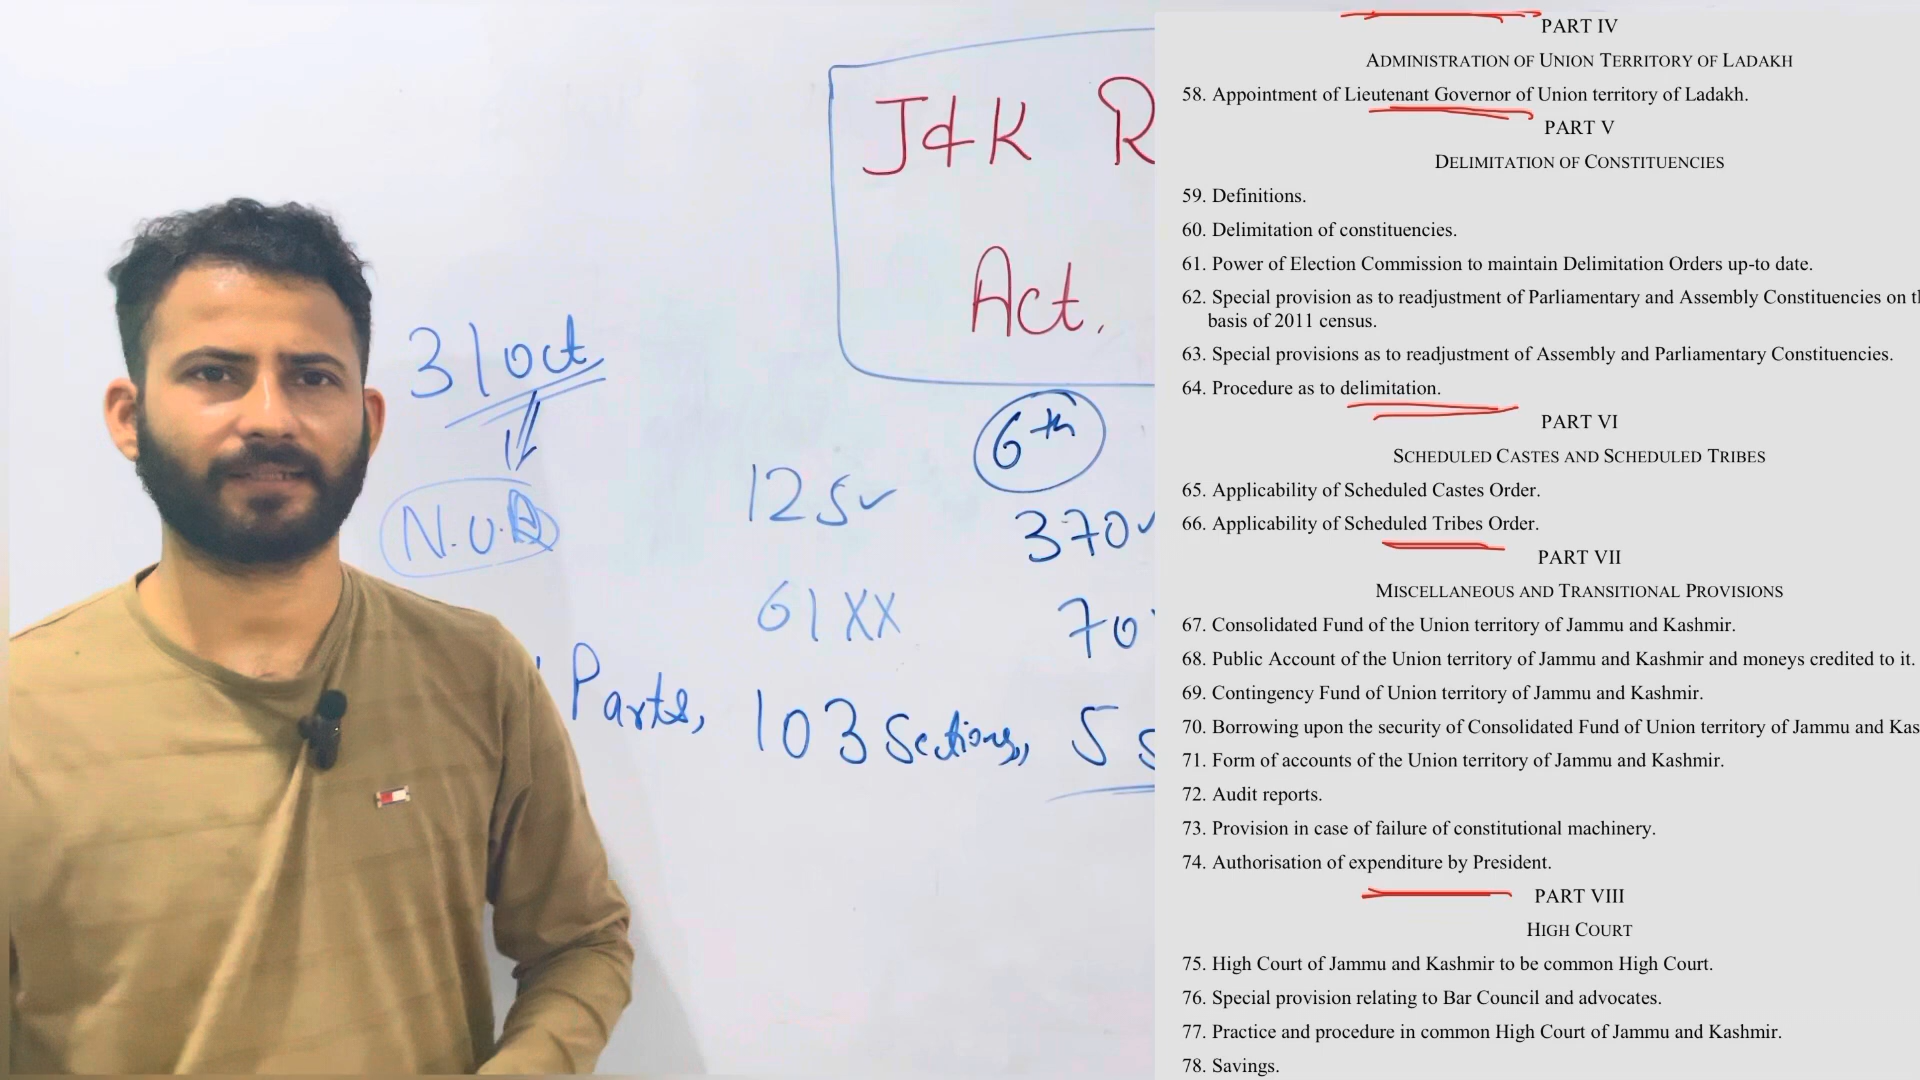 J&K R
Act.
31 oct
N.U.
6th
125
370
61 XX
70
Parts, 103 Sections, 5 s
PART IV
ADMINISTRATION OF UNION TERRITORY OF LADAKH
58. Appointment of Lieutenant Governor of Union territory of Ladakh.
PART V
DELIMITATION OF CONSTITUENCIES
59. Definitions.
60. Delimitation of constituencies.
61. Power of Election Commission to maintain Delimitation Orders up-to date.
62. Special provision as to readjustment of Parliamentary and Assembly Constituencies on th
basis of 2011 census.
63. Special provisions as to readjustment of Assembly and Parliamentary Constituencies.
64. Procedure as to delimitation.
PART VI
SCHEDULED CASTES AND SCHEDULED TRIBES
65. Applicability of Scheduled Castes Order.
66. Applicability of Scheduled Tribes Order.
PART VII
MISCELLANEOUS AND TRANSITIONAL PROVISIONS
67. Consolidated Fund of the Union territory of Jammu and Kashmir.
68. Public Account of the Union territory of Jammu and Kashmir and moneys credited to it.
69. Contingency Fund of Union territory of Jammu and Kashmir.
70. Borrowing upon the security of Consolidated Fund of Union territory of Jammu and Kas
71. Form of accounts of the Union territory of Jammu and Kashmir.
72. Audit reports.
73. Provision in case of failure of constitutional machinery.
74. Authorisation of expenditure by President.
PART VIII
HIGH COURT
75. High Court of Jammu and Kashmir to be common High Court.
76. Special provision relating to Bar Council and advocates.
77. Practice and procedure in common High Court of Jammu and Kashmir.
78. Savings.